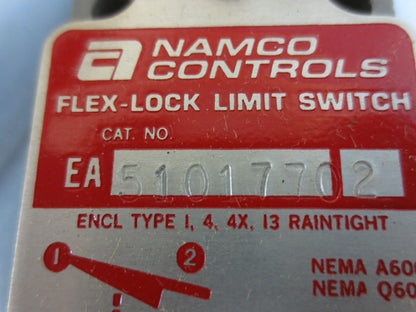 NAMCO
CONTROLS
FLEX-LOCK LIMIT SWITCH
CAT. NO.
EA 51017702
ENCL TYPE 1, 4, 4X, 13 RAINTIGHT
1 2
NEMA A600
NEMA Q60